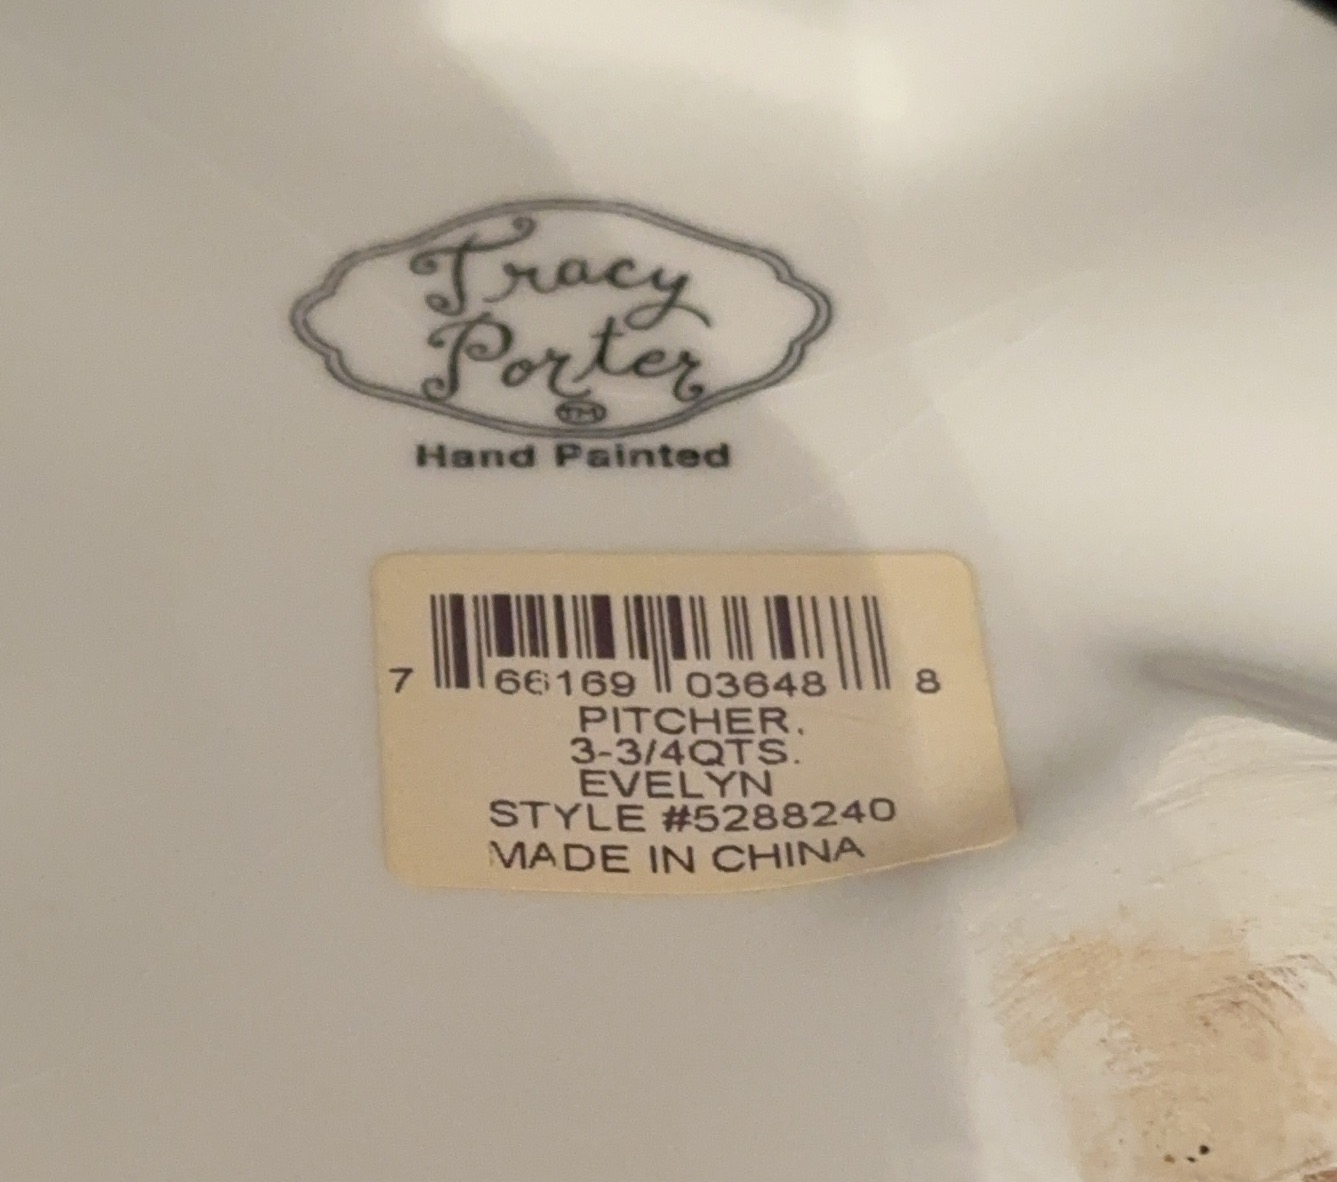 Tracy
Porter
TM
Hand Painted
7 66169 03648 8
PITCHER.
3-3/4QTS.
EVELYN
STYLE #5288240
MADE IN CHINA